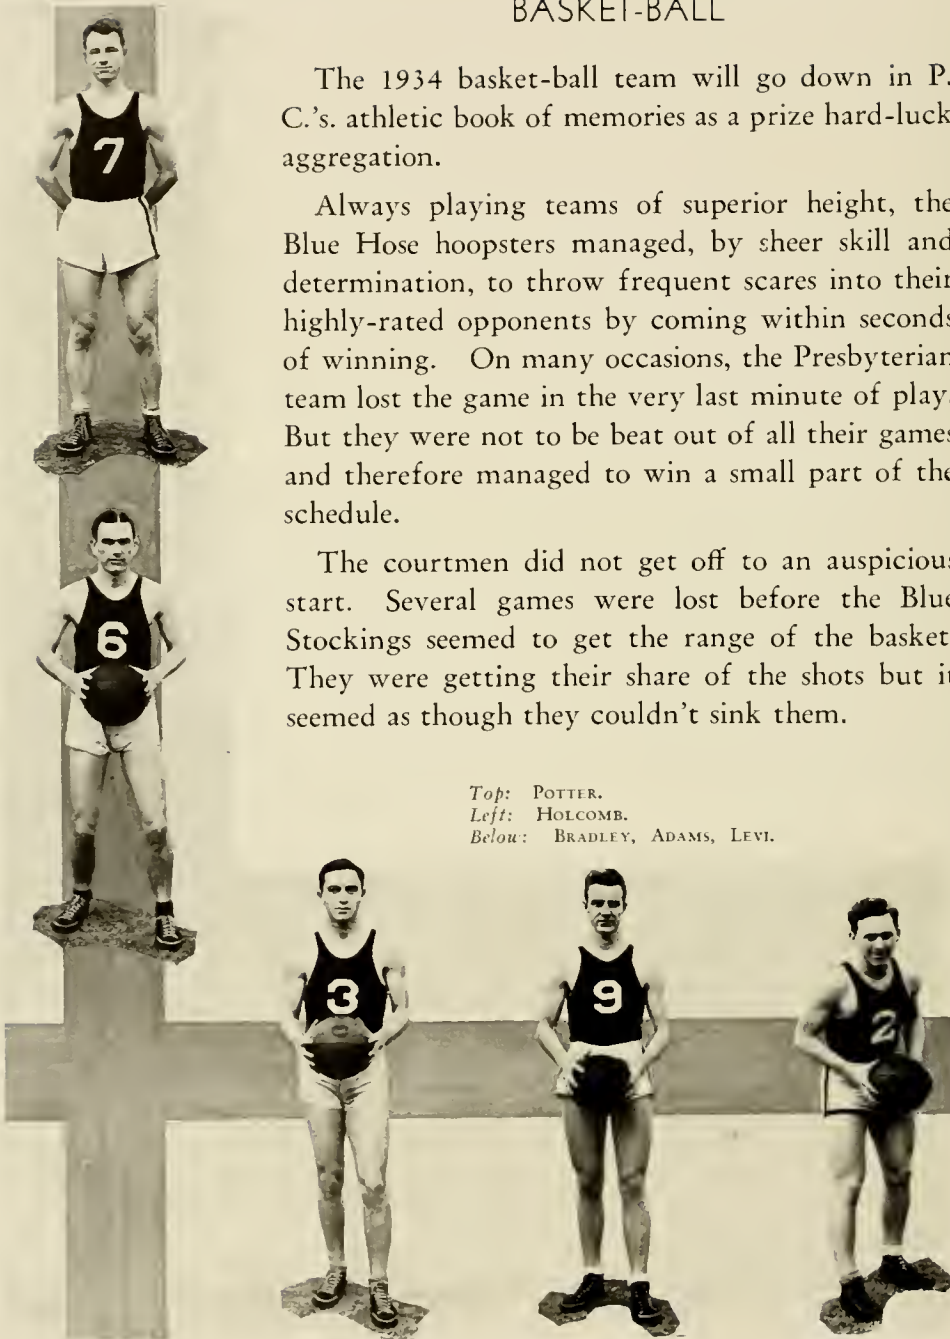 BASKET-BALL
The 1934 basket-ball team will go down in P.
C.'s. athletic book of memories as a prize hard-luck
aggregation.
Always playing teams of superior height, the
Blue Hose hoopsters managed, by sheer skill and
determination, to throw frequent scares into their
highly-rated opponents by coming within seconds
of winning. On many occasions, the Presbyterian
team lost the game in the very last minute of play.
But they were not to be beat out of all their games
and therefore managed to win a small part of the
schedule.
The courtmen did not get off to an auspicious
start. Several games were lost before the Blue
Stockings seemed to get the range of the basket.
They were getting their share of the shots but it
seemed as though they couldn't sink them.
Top: POTTER.
Left: HOLCOMB.
Below: BRADLEY, ADAMS, LEVI.
7
6
3
9
2